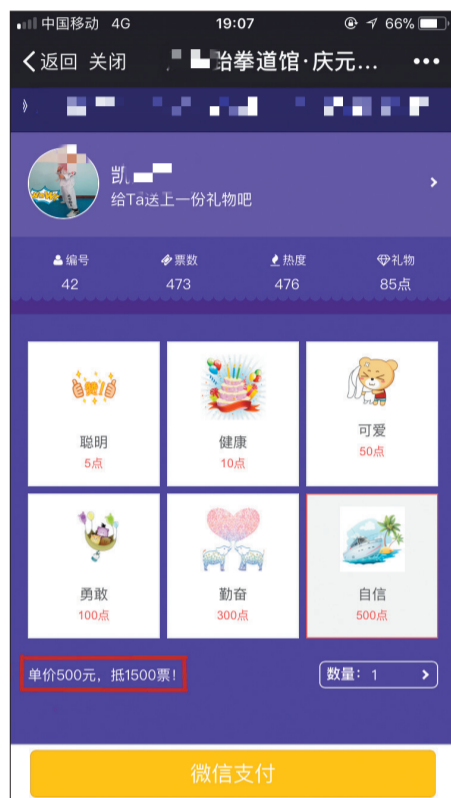 中国移动 4G 19:07 66%
返回 关闭 跆拳道馆·庆元...
凯
给Ta送上一份礼物吧
编号 票数 热度 礼物
42 473 476 85点
聪明 健康 可爱
5点 10点 50点
勇敢 勤奋 自信
100点 300点 500点
单价500元，抵1500票! 数量: 1
微信支付